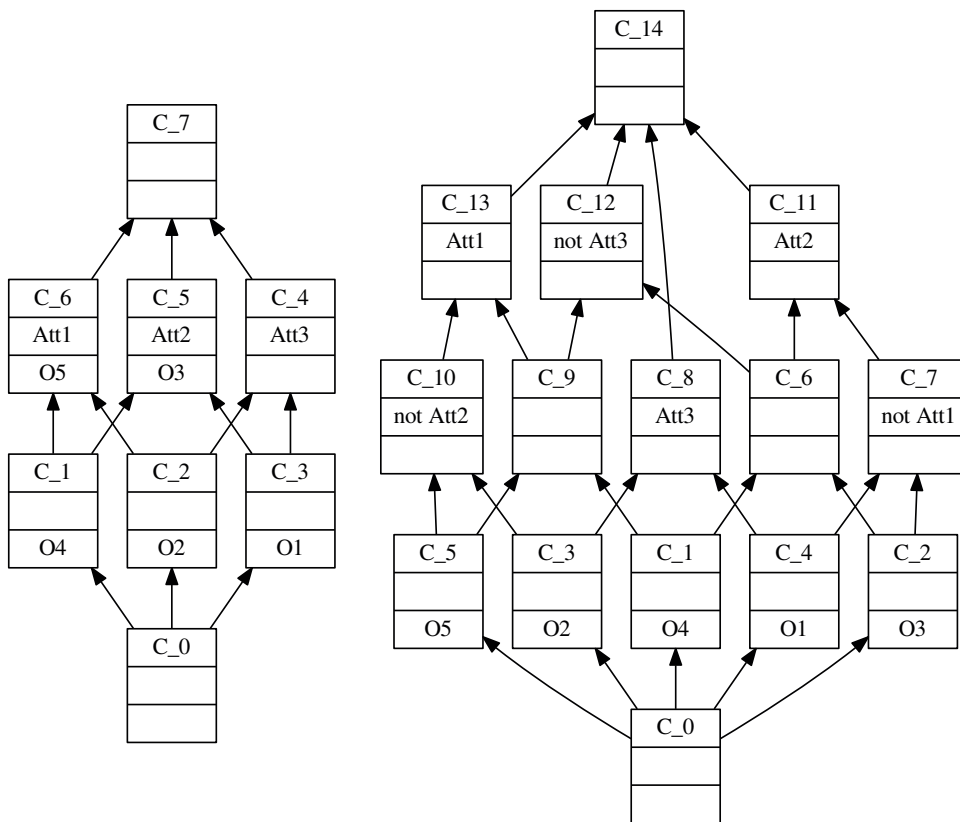 C_7
C_6
Att1
O5
C_5
Att2
O3
C_4
Att3
C_1
O4
C_2
O2
C_3
O1
C_0
C_14
C_13
Att1
C_12
not Att3
C_11
Att2
C_10
not Att2
C_9
C_8
Att3
C_6
C_7
not Att1
C_5
O5
C_3
O2
C_1
O4
C_4
O1
C_2
O3
C_0